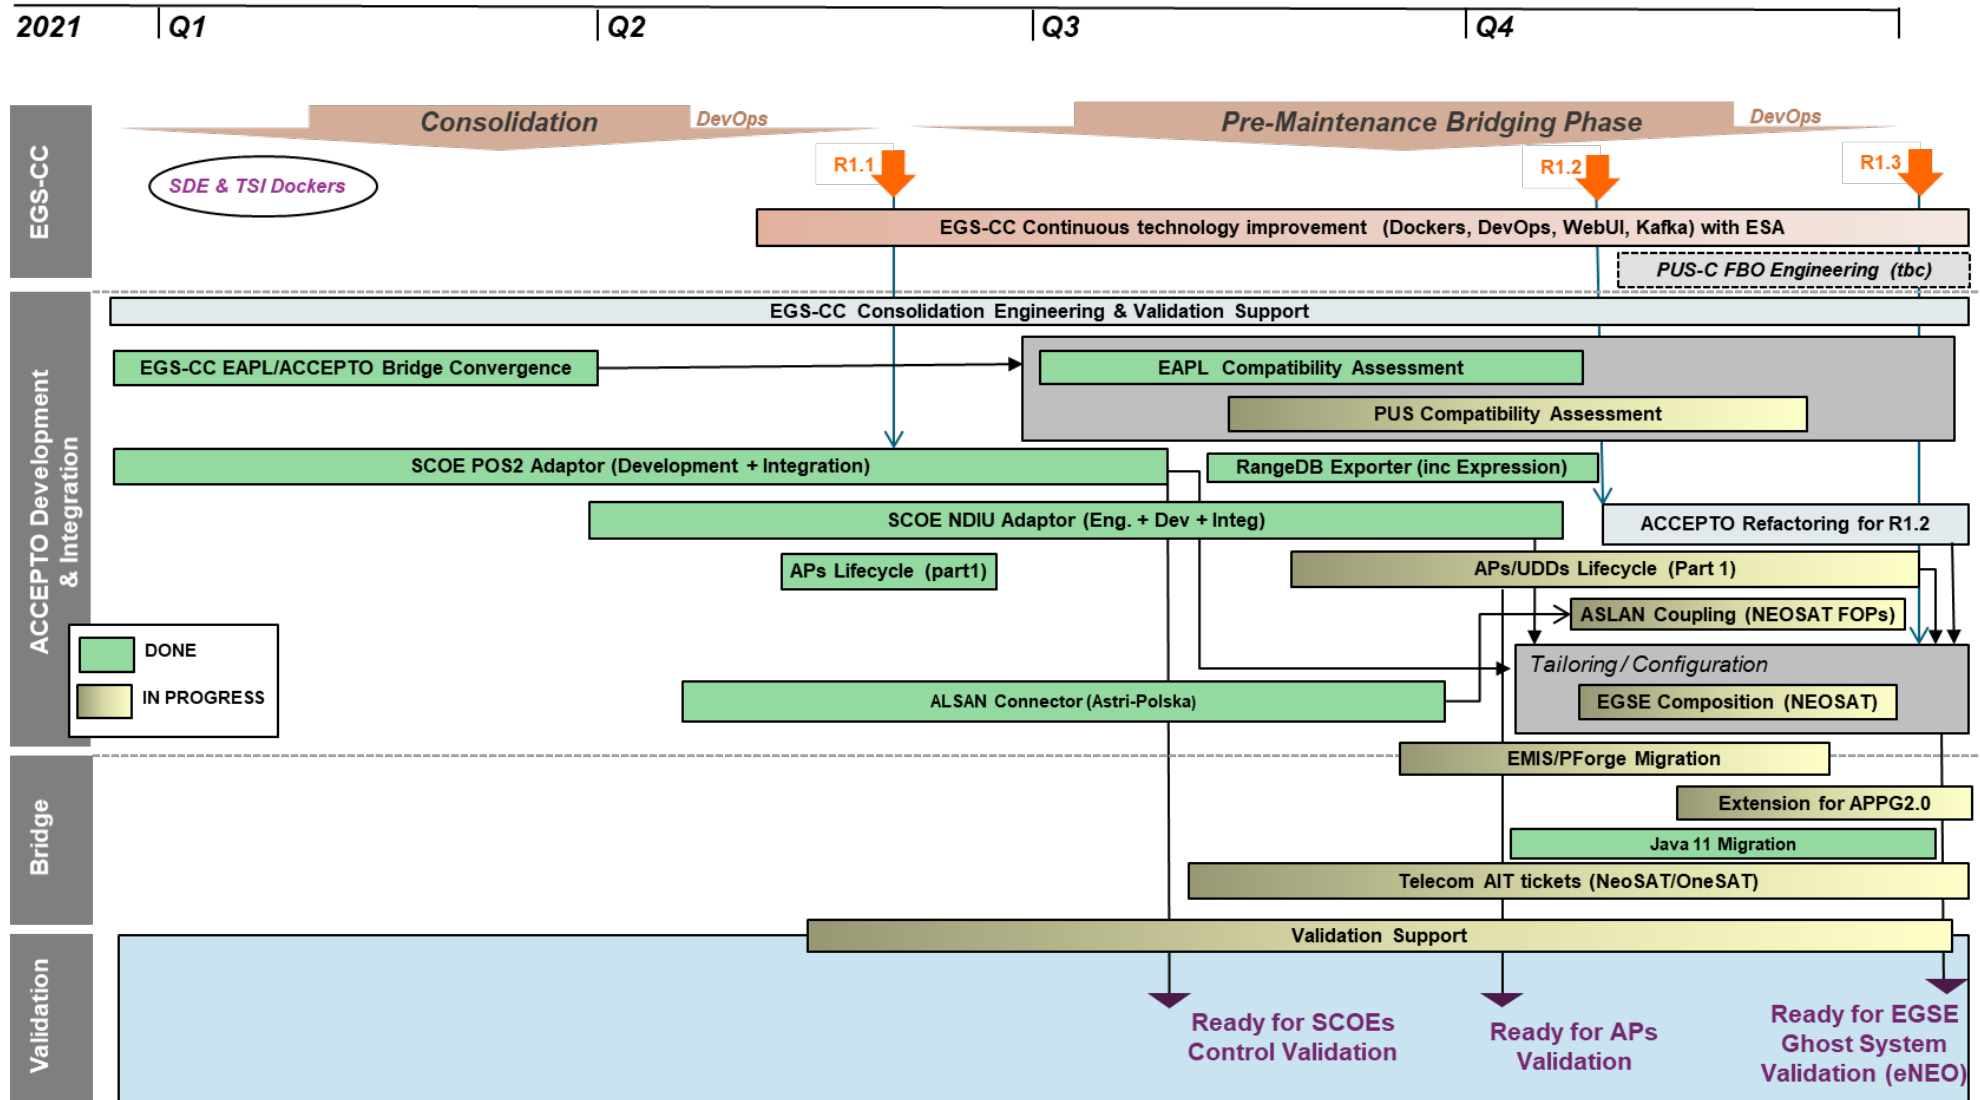 2021
Q1
Q2
Q3
Q4
EGS-CC
Consolidation
DevOps
Pre-Maintenance Bridging Phase
DevOps
SDE & TSI Dockers
R1.1
R1.2
R1.3
EGS-CC Continuous technology improvement (Dockers, DevOps, WebUI, Kafka) with ESA
PUS-C FBO Engineering (tbc)
ACCEPTO Development
& Integration
EGS-CC Consolidation Engineering & Validation Support
EGS-CC EAPL/ACCEPTO Bridge Convergence
EAPL Compatibility Assessment
PUS Compatibility Assessment
SCOE POS2 Adaptor (Development + Integration)
RangeDB Exporter (inc Expression)
SCOE NDIU Adaptor (Eng. + Dev + Integ)
ACCEPTO Refactoring for R1.2
APs Lifecycle (part1)
APs/UDDs Lifecycle (Part 1)
ASLAN Coupling (NEOSAT FOPs)
DONE
IN PROGRESS
Tailoring / Configuration
ALSAN Connector (Astri-Polska)
EGSE Composition (NEOSAT)
Bridge
EMIS/PForge Migration
Extension for APPG2.0
Java 11 Migration
Telecom AIT tickets (NeoSAT/OneSAT)
Validation
Validation Support
Ready for SCOEs
Control Validation
Ready for APs
Validation
Ready for EGSE
Ghost System
Validation (eNEO)